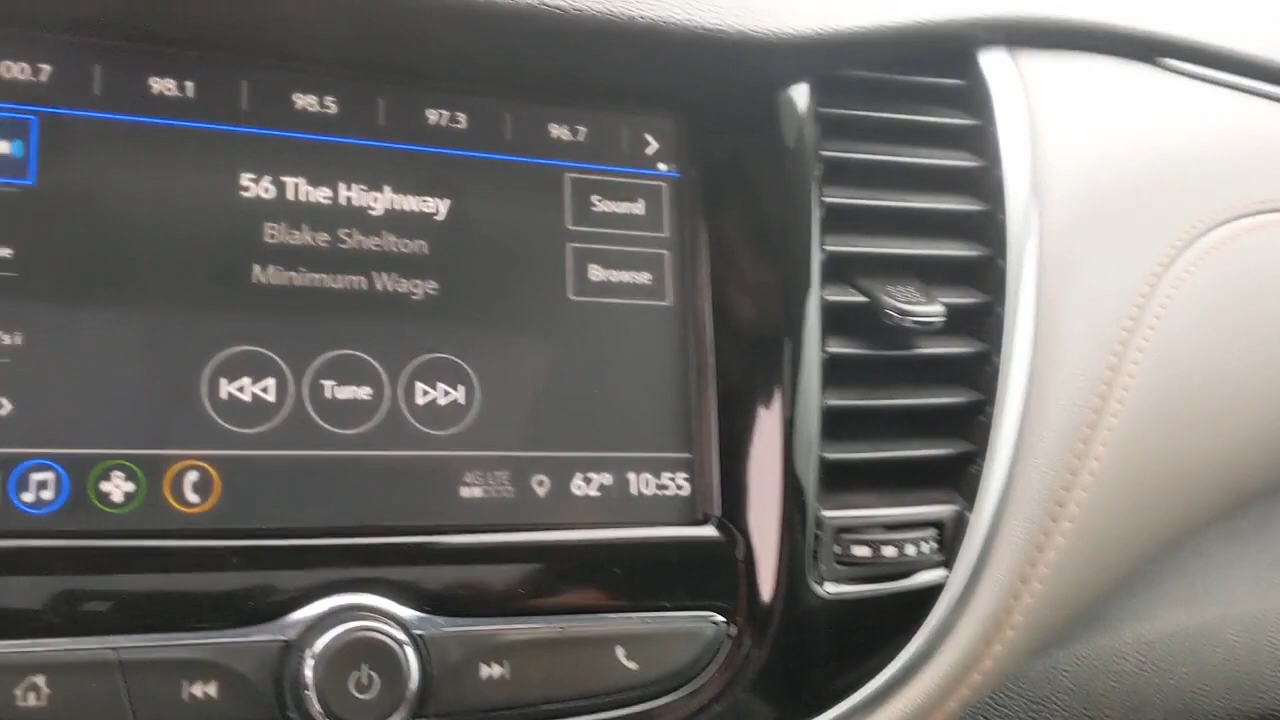 00.7 98.1 98.5 97.3 96.7
56 The Highway
Blake Shelton
Minimum Wage
Sound
Browse
Tune
4G LTE 62° 10:55